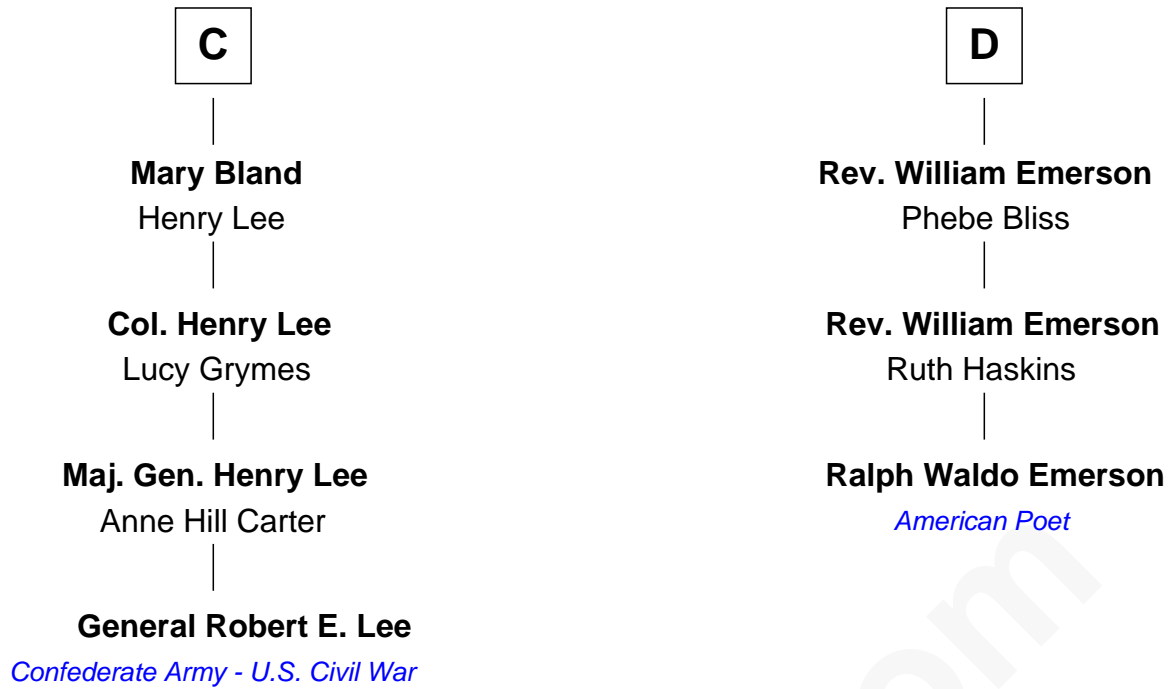 C
Mary Bland
Henry Lee
Col. Henry Lee
Lucy Grymes
Maj. Gen. Henry Lee
Anne Hill Carter
General Robert E. Lee
Confederate Army - U.S. Civil War
D
Rev. William Emerson
Phebe Bliss
Rev. William Emerson
Ruth Haskins
Ralph Waldo Emerson
American Poet
om